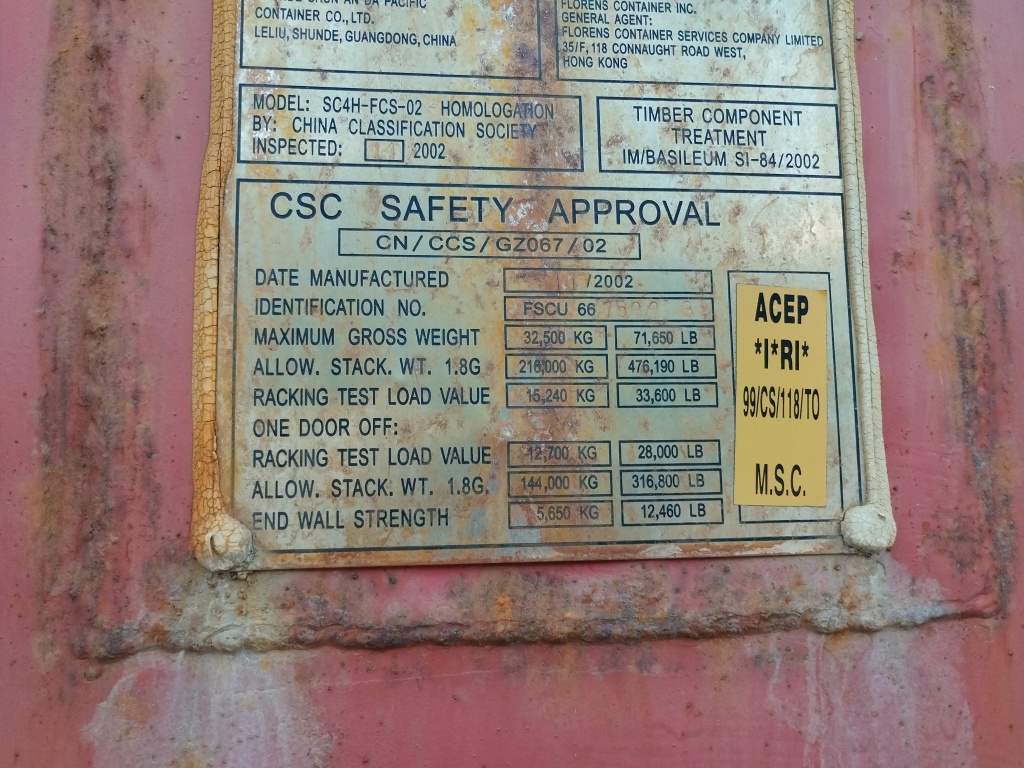 CHUN AN DA PACIFIC
CONTAINER CO., LTD.
LELIU, SHUNDE, GUANGDONG, CHINA
FLORENS CONTAINER INC.
GENERAL AGENT:
FLORENS CONTAINER SERVICES COMPANY LIMITED
35/F, 118 CONNAUGHT ROAD WEST,
HONG KONG
MODEL: SC4H-FCS-02 HOMOLOGATION
BY: CHINA CLASSIFICATION SOCIETY
INSPECTED: 2002
TIMBER COMPONENT
TREATMENT
IM/BASILEUM SI-84/2002
CSC SAFETY APPROVAL
CN/CCS/GZ067/02
DATE MANUFACTURED /2002
IDENTIFICATION NO. FSCU 66
MAXIMUM GROSS WEIGHT 32,500 KG 71,650 LB
ALLOW. STACK. WT. 1.8G 216,000 KG 476,190 LB
RACKING TEST LOAD VALUE 15,240 KG 33,600 LB
ONE DOOR OFF:
RACKING TEST LOAD VALUE 12,700 KG 28,000 LB
ALLOW. STACK. WT. 1.8G. 144,000 KG 316,800 LB
END WALL STRENGTH 5,650 KG 12,460 LB
ACEP
*I*RI*
99/CS/118/TO
M.S.C.